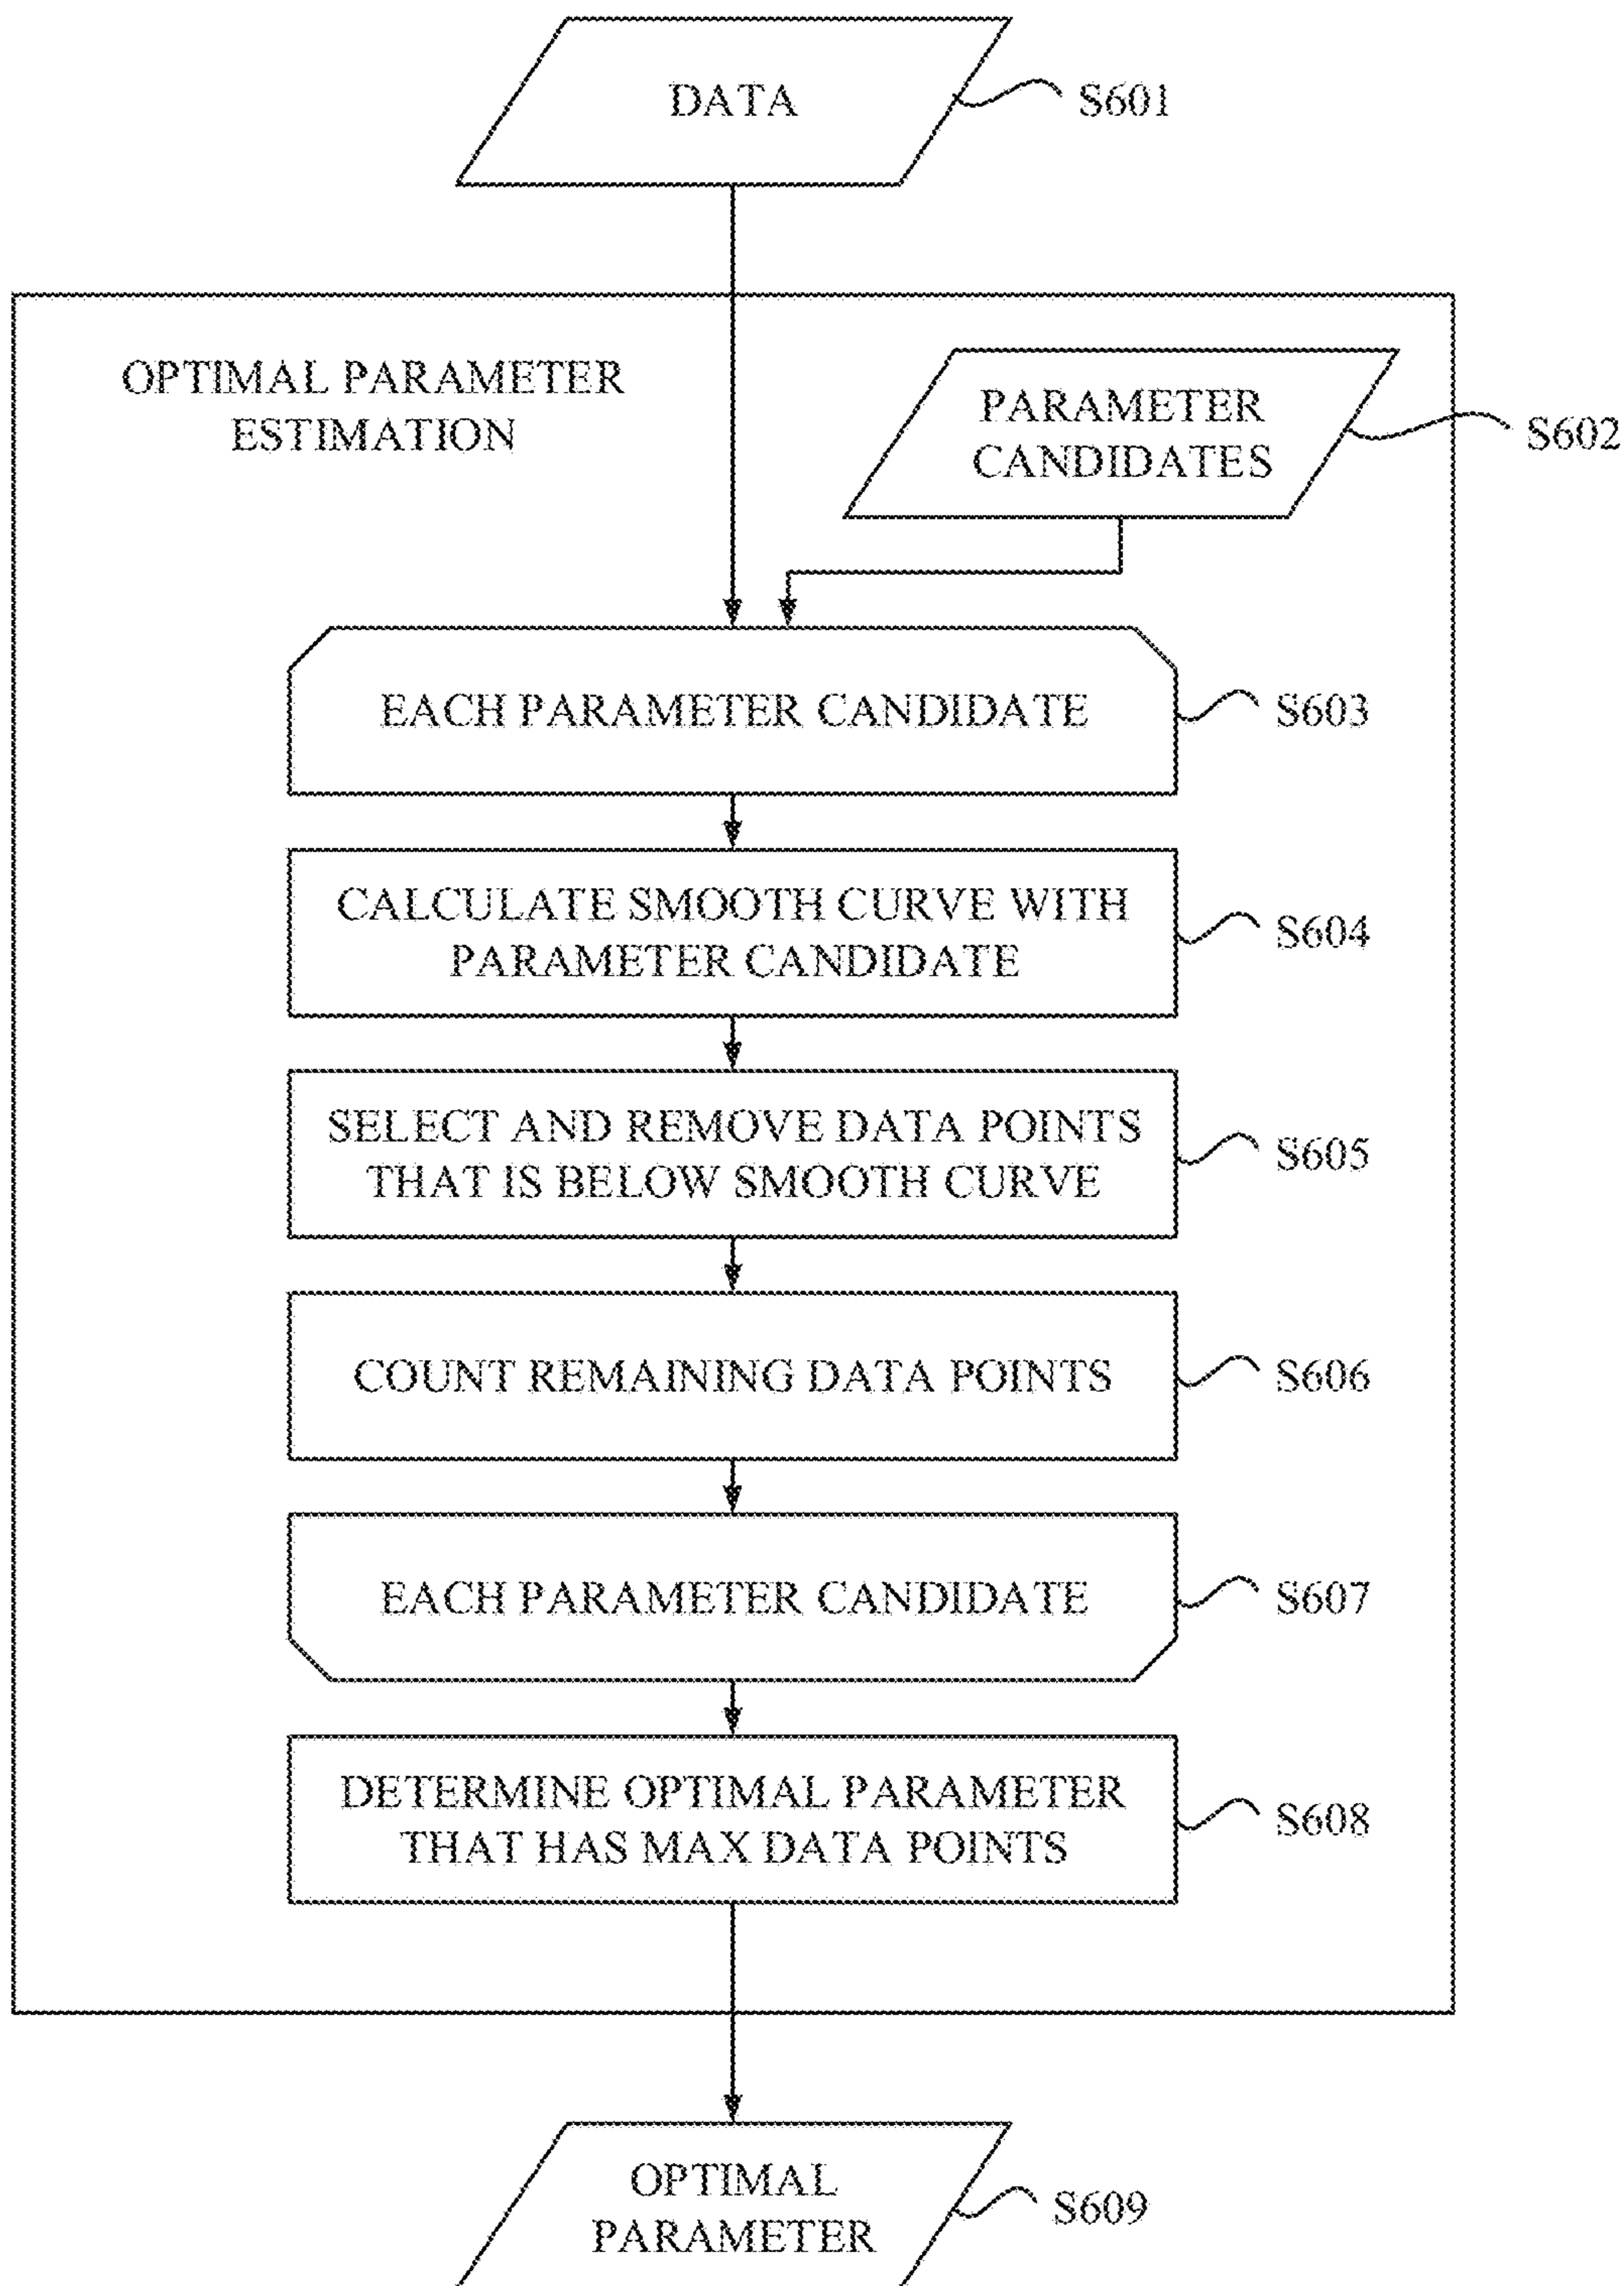 DATA
S601
OPTIMAL PARAMETER
ESTIMATION
PARAMETER
CANDIDATES
S602
EACH PARAMETER CANDIDATE
S603
CALCULATE SMOOTH CURVE WITH
PARAMETER CANDIDATE
S604
SELECT AND REMOVE DATA POINTS
THAT IS BELOW SMOOTH CURVE
S605
COUNT REMAINING DATA POINTS
S606
EACH PARAMETER CANDIDATE
S607
DETERMINE OPTIMAL PARAMETER
THAT HAS MAX DATA POINTS
S608
OPTIMAL
PARAMETER
S609